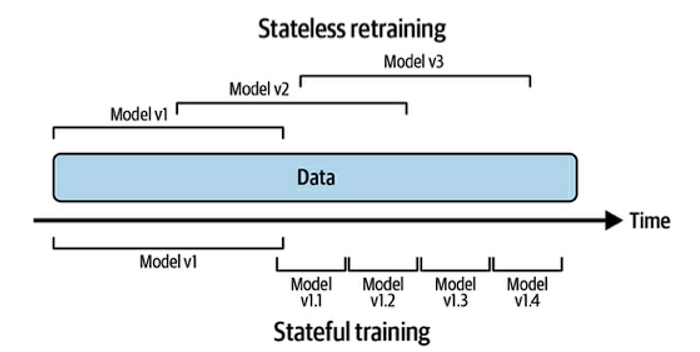 Stateless retraining
Model v3
Model v2
Model v1
Data
Time
Model v1
Model
v1.1
Model
v1.2
Model
v1.3
Model
v1.4
Stateful training